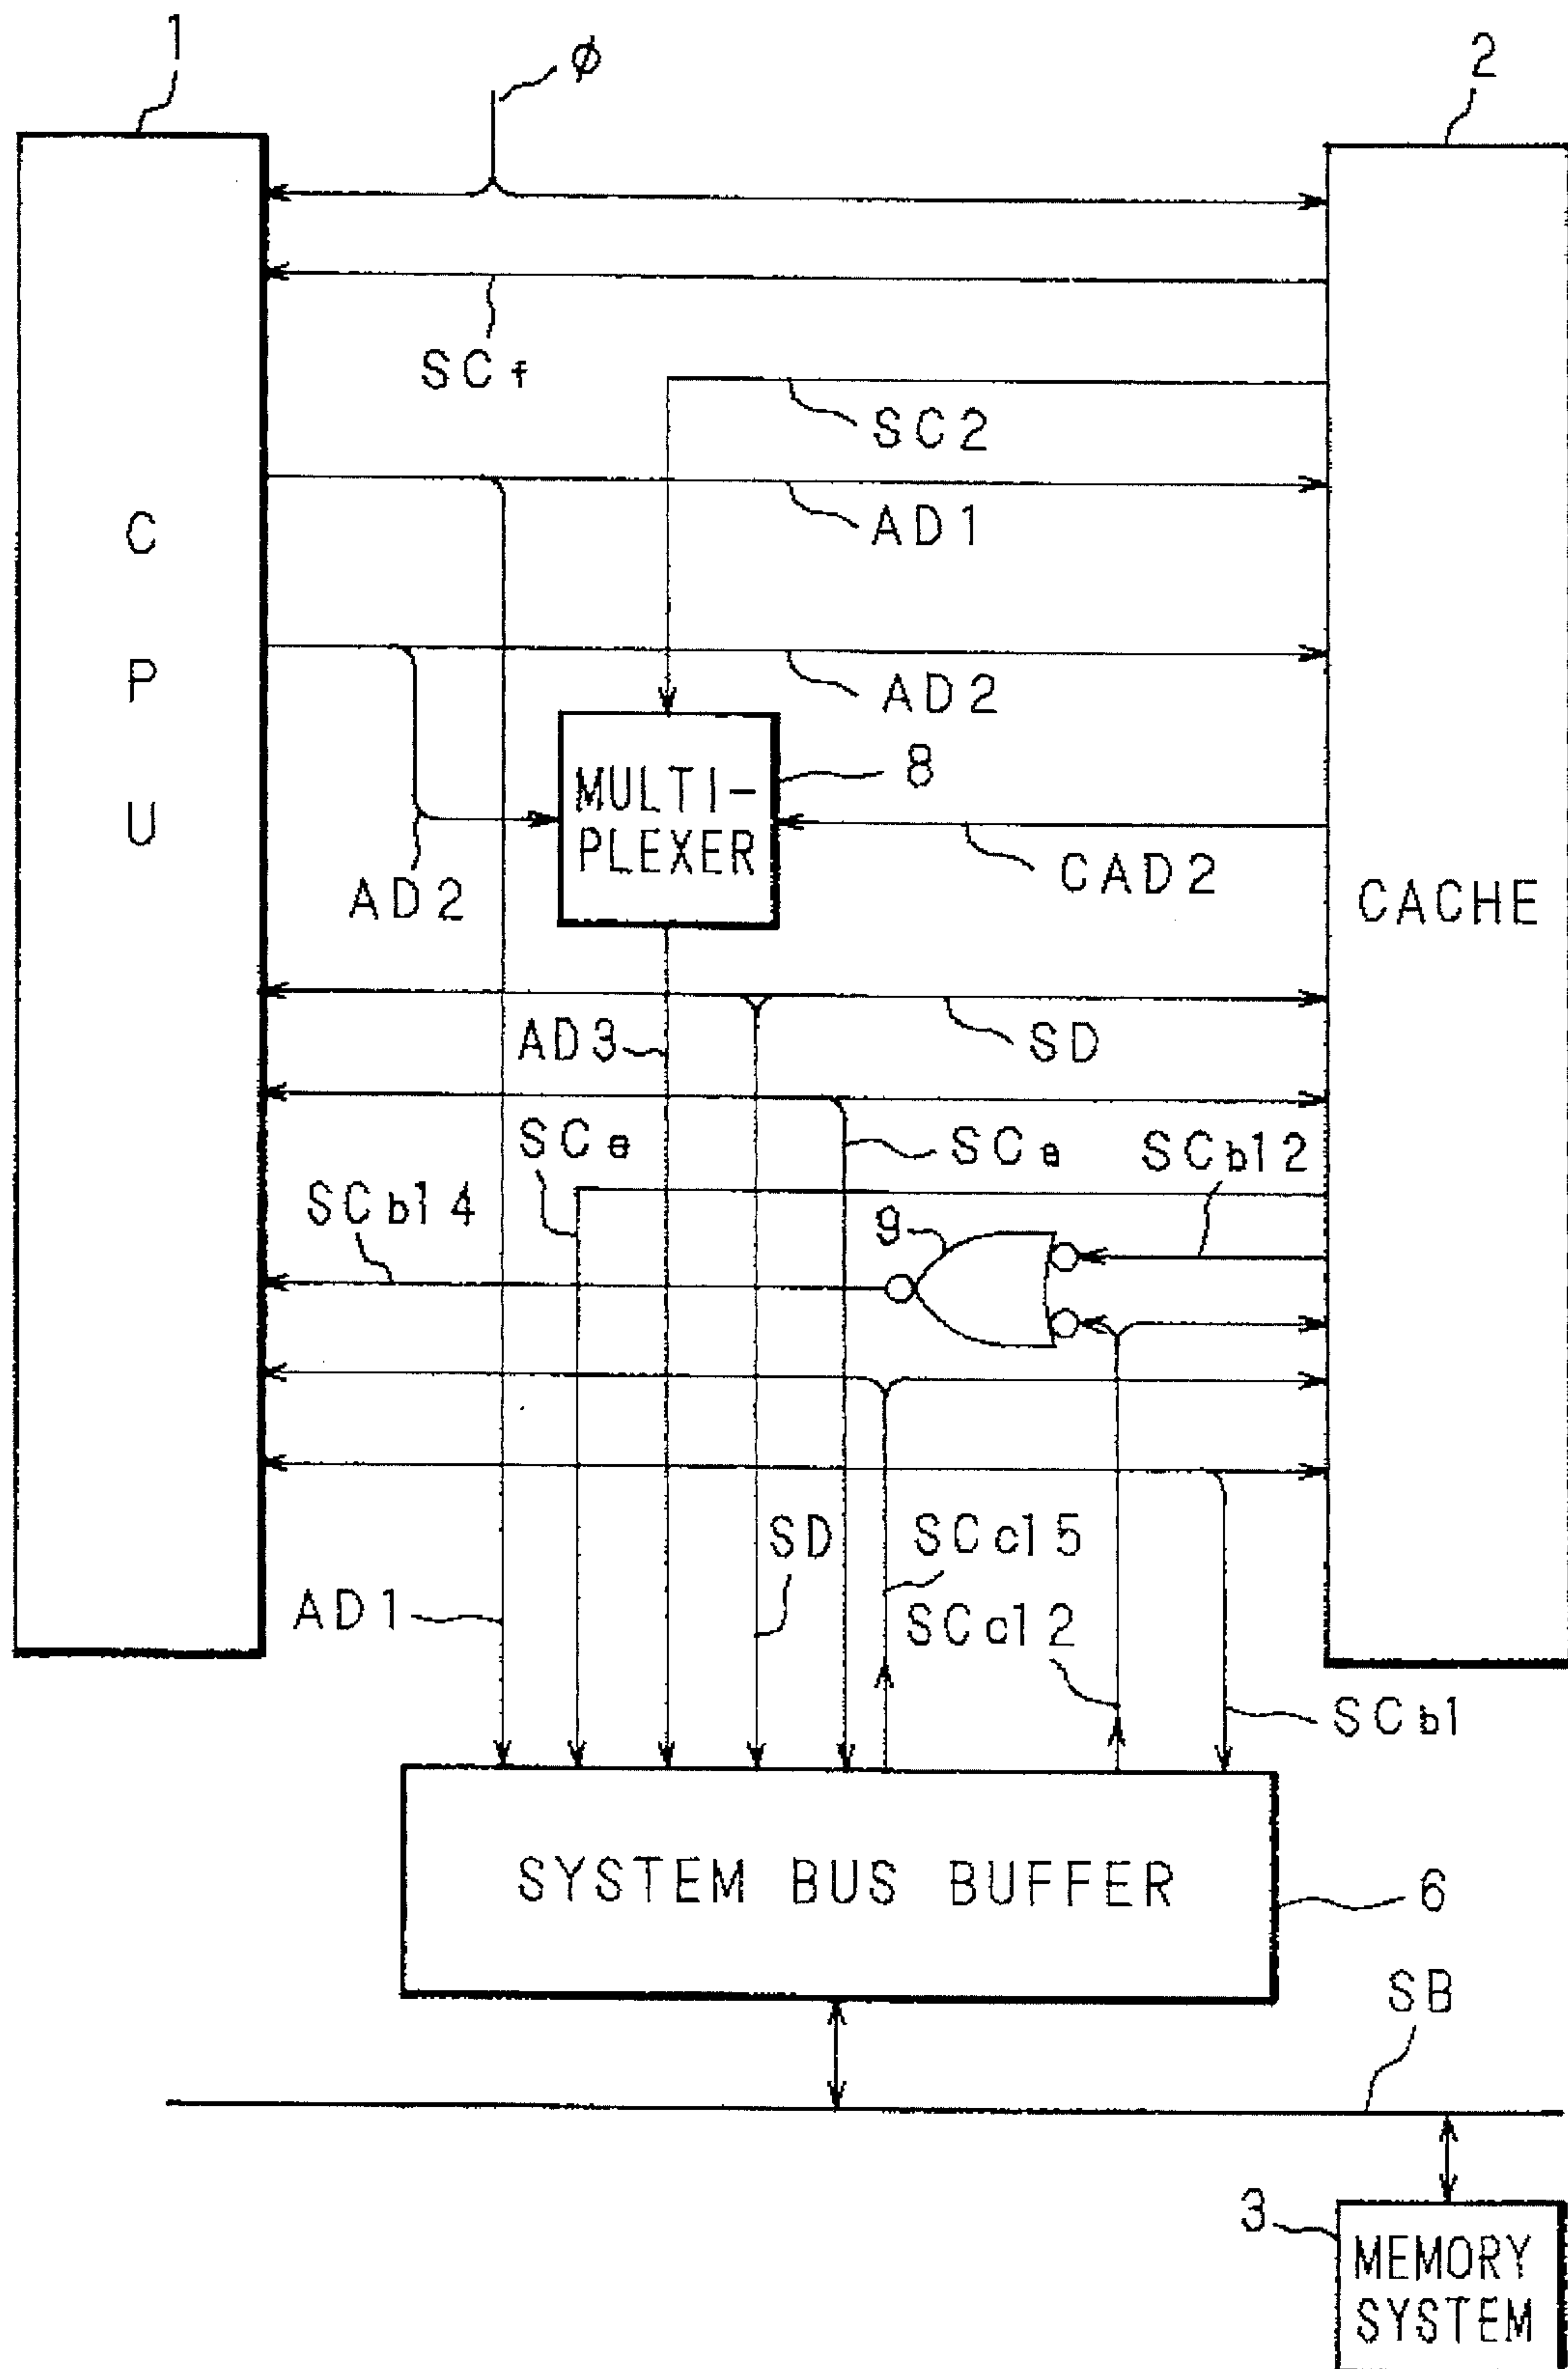 1
φ
2
SCf
SC2
AD1
C
P
U
AD2
8
MULTI-
PLEXER
AD2
CAD2
CACHE
AD3
SD
SCe
SCa
SCb12
SCb14
9
SD
SCc15
AD1
SCc12
SCb1
SYSTEM BUS BUFFER
6
SB
3
MEMORY
SYSTEM